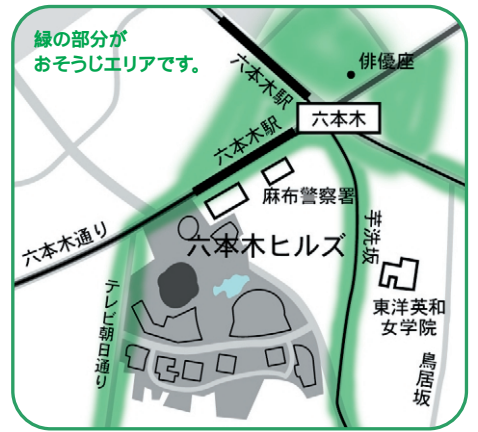 緑の部分が
おそうじエリアです。
俳優座
六本木駅
六本木
六本木駅
麻布警察署
六本木通り
六本木ヒルズ
芋洗坂
東洋英和
女学院
テレビ朝日通り
鳥居坂